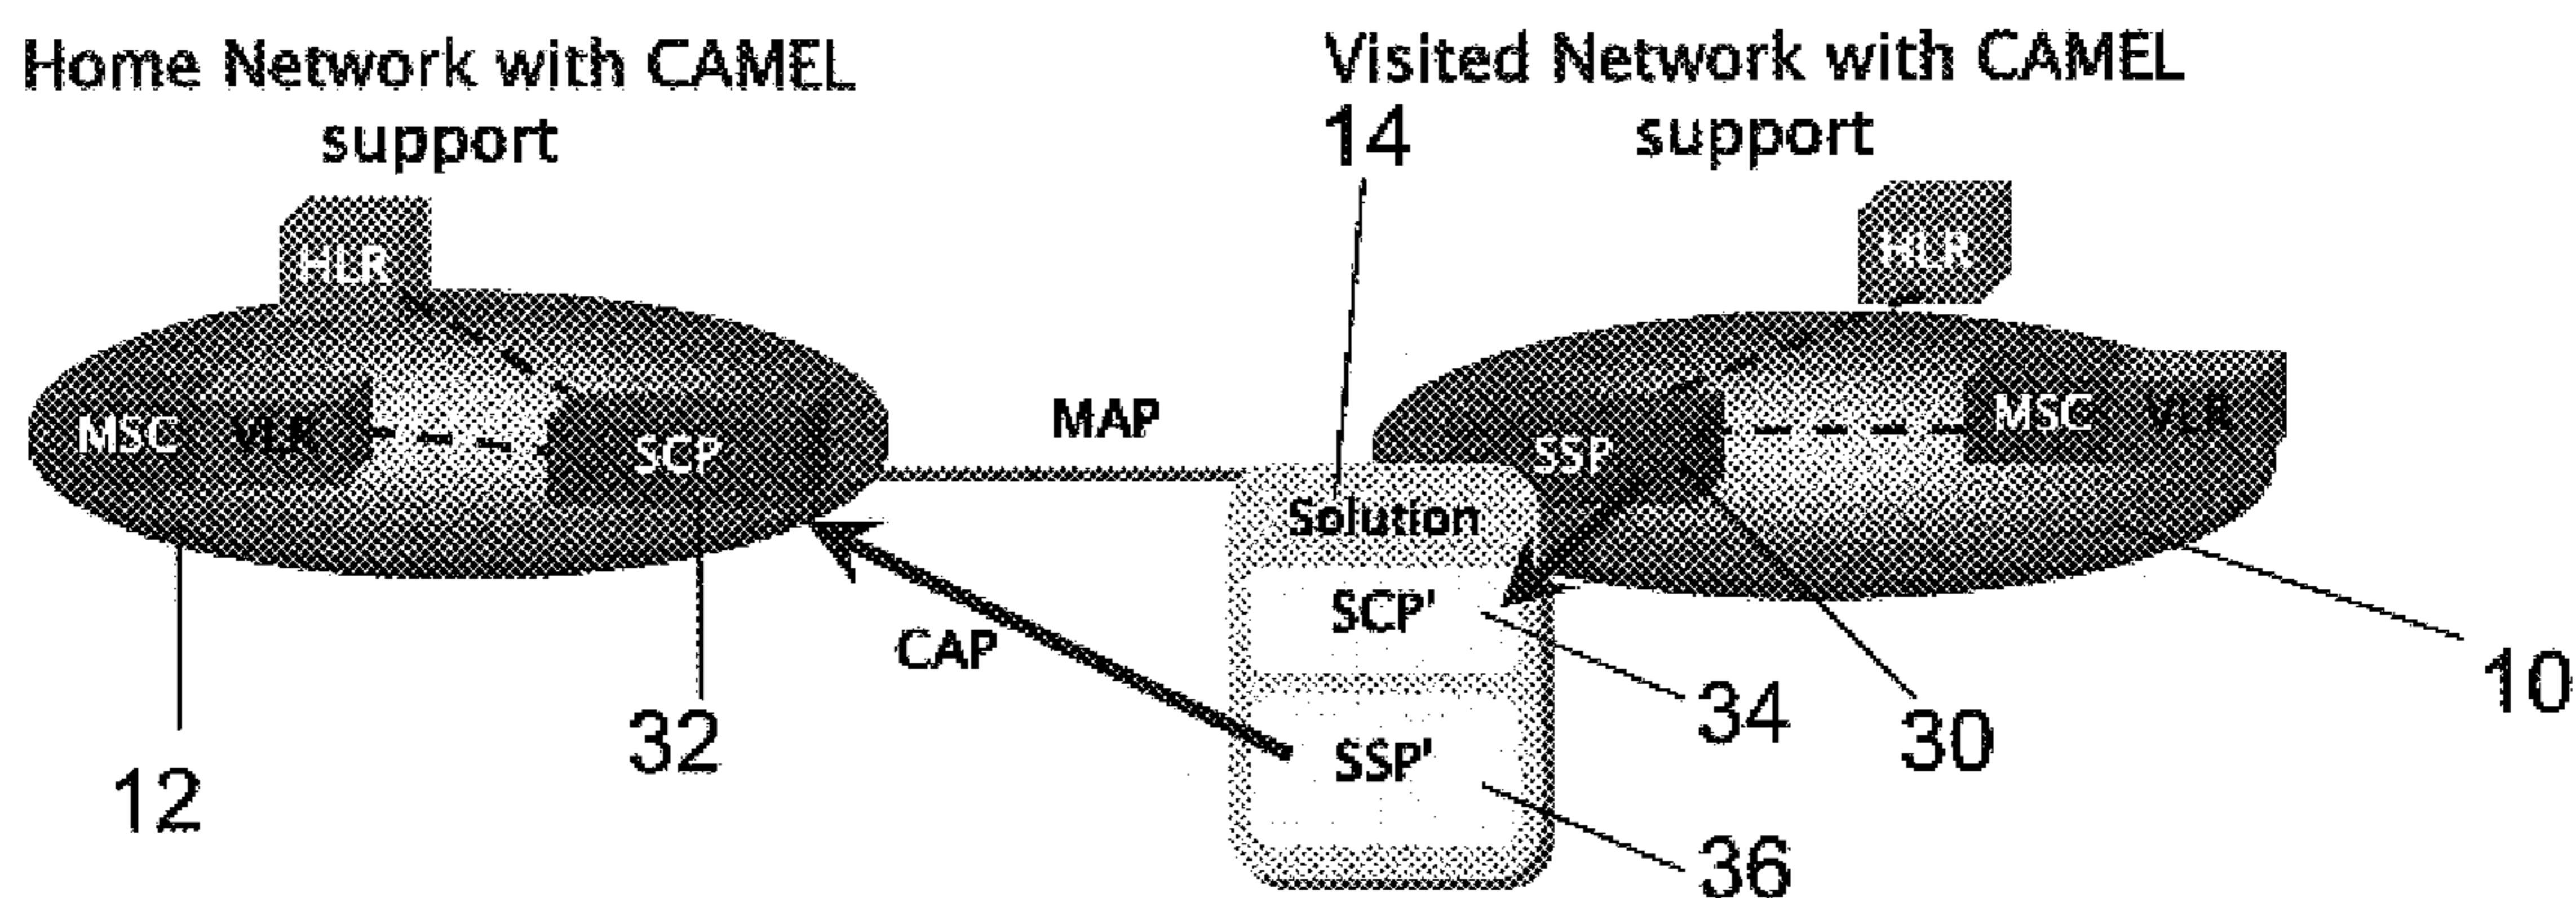 Home Network with CAMEL
support
Visited Network with CAMEL
support
14
HLR
HLR
MSC VLR
SCP
MAP
SSP
MSC VLR
Solution
SCP'
CAP
SSP'
12
32
34
30
10
36